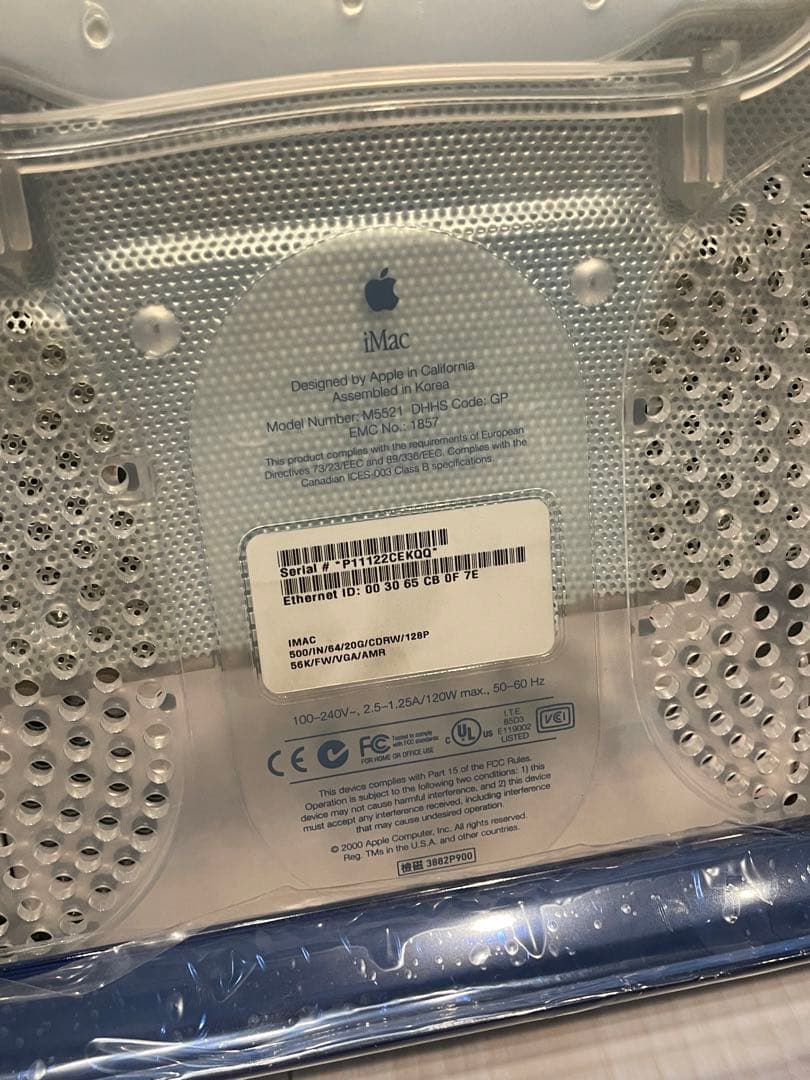 iMac
Designed by Apple in California
Assembled in Korea
Model Number: M5521 DHHS Code: GP
EMC No.: 1857
This product complies with the requirements of European
Directives 73/23/EEC and 89/336/EEC. Complies with the
Canadian ICES-003 Class B specifications.
Serial # *P11122CEKQQ*
Ethernet ID: 00 30 65 CB 0F 7E
IMAC
500/IN/64/20G/CDRW/128P
56K/FW/VGA/AMR
100–240V~, 2.5–1.25A/120W max., 50–60 Hz
CE FC Tested to comply
with FCC standards
FOR HOME OR OFFICE USE
c UL us
I.T.E.
85D3
E119002
LISTED
VCI
This device complies with Part 15 of the FCC Rules.
Operation is subject to the following two conditions: 1) this
device may not cause harmful interference, and 2) this device
must accept any interference received, including interference
that may cause undesired operation.
© 2000 Apple Computer, Inc. All rights reserved.
Reg. TMs in the U.S.A. and other countries.
檢磁 3882P900